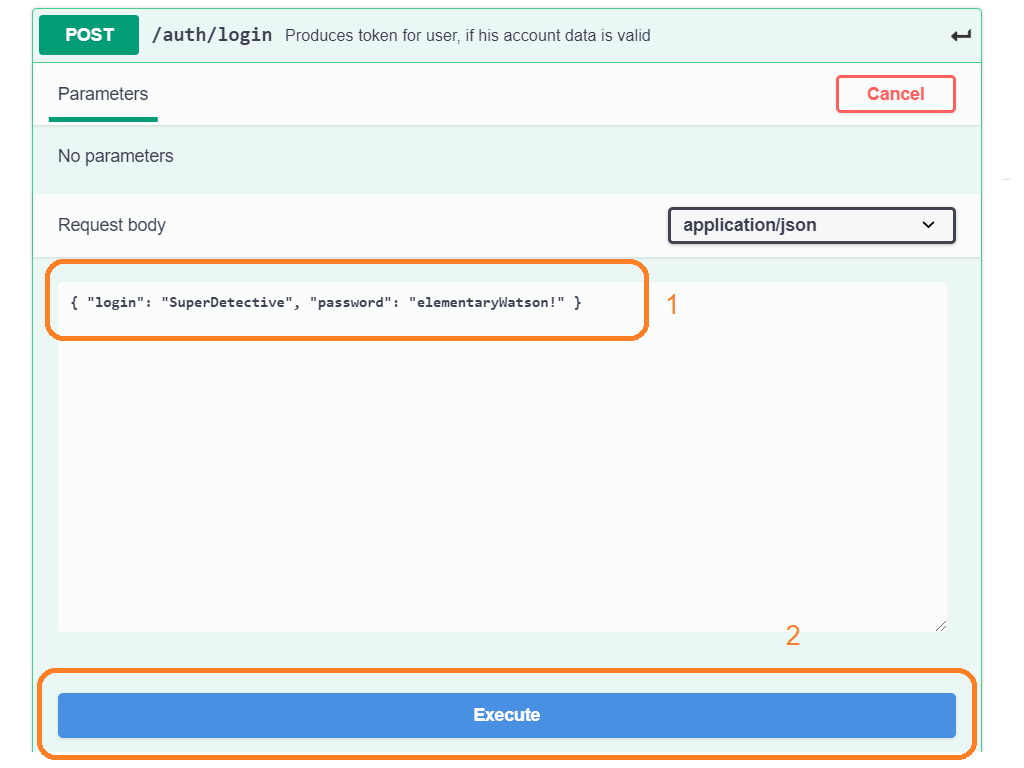 POST /auth/login Produces token for user, if his account data is valid
Parameters Cancel
No parameters
Request body application/json
{ "login": "SuperDetective", "password": "elementaryWatson!" } 1
2
Execute